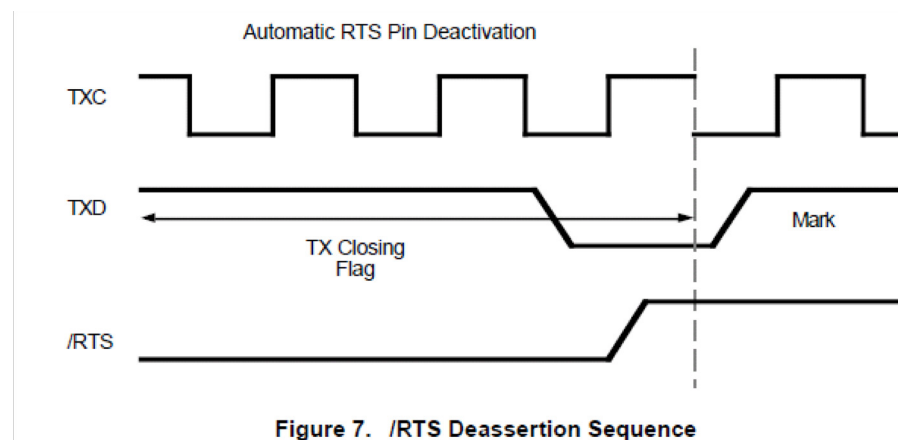 Automatic RTS Pin Deactivation
TXC
TXD
Mark
TX Closing
Flag
/RTS
Figure 7. /RTS Deassertion Sequence